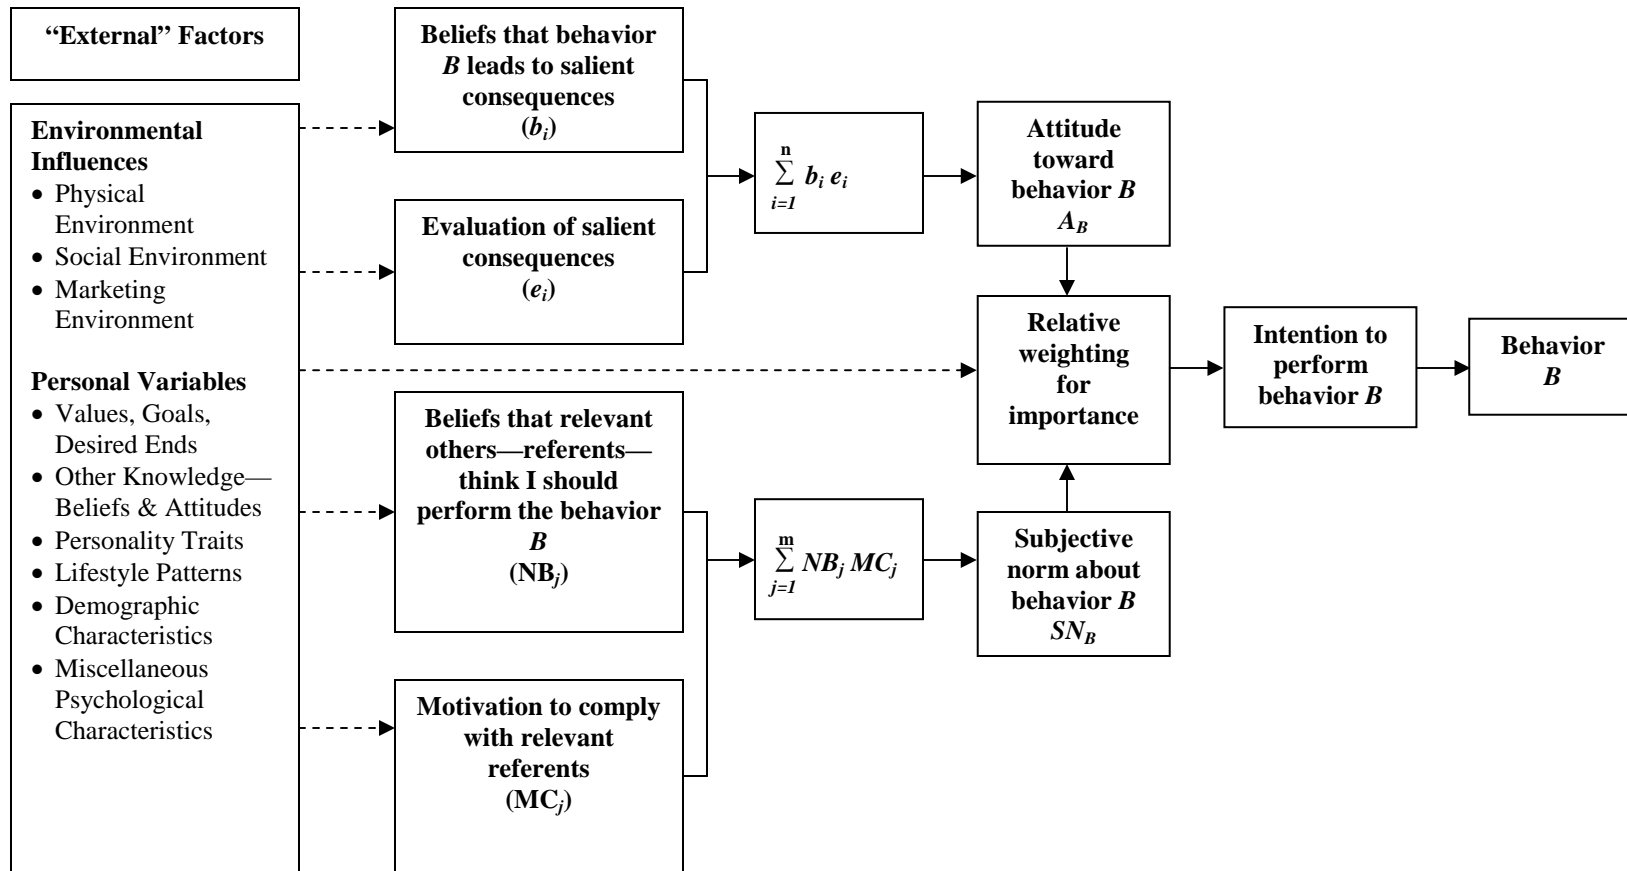 “External” Factors
Environmental
Influences
• Physical
Environment
• Social Environment
• Marketing
Environment
Personal Variables
• Values, Goals,
Desired Ends
• Other Knowledge—
Beliefs & Attitudes
• Personality Traits
• Lifestyle Patterns
• Demographic
Characteristics
• Miscellaneous
Psychological
Characteristics
Beliefs that behavior
B leads to salient
consequences
(bᵢ)
Evaluation of salient
consequences
(eᵢ)
Beliefs that relevant
others—referents—
think I should
perform the behavior
B
(NBⱼ)
Motivation to comply
with relevant
referents
(MCⱼ)
n
∑ bᵢ eᵢ
i=1
m
∑ NBⱼ MCⱼ
j=1
Attitude
toward
behavior B
A_B
Relative
weighting
for
importance
Subjective
norm about
behavior B
SN_B
Intention to
perform
behavior B
Behavior
B